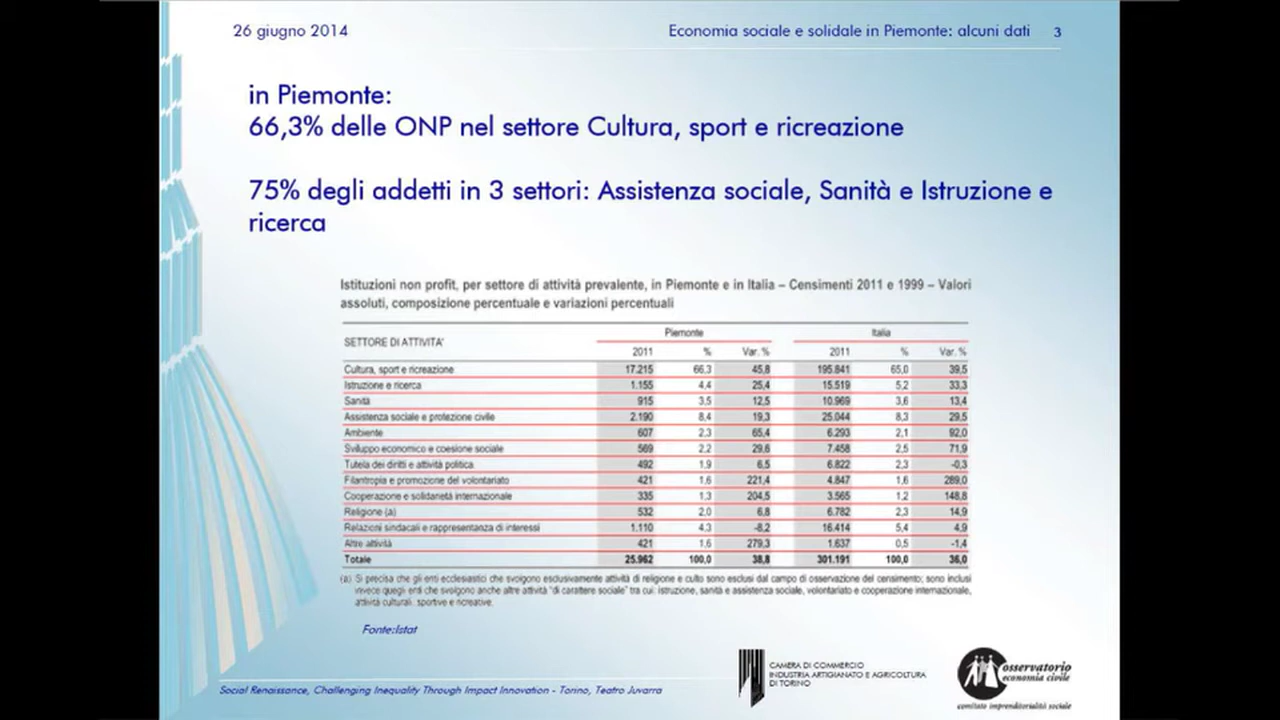 26 giugno 2014 Economia sociale e solidale in Piemonte: alcuni dati 3
in Piemonte:
66,3% delle ONP nel settore Cultura, sport e ricreazione
75% degli addetti in 3 settori: Assistenza sociale, Sanità e Istruzione e
ricerca
Istituzioni non profit, per settore di attività prevalente, in Piemonte e in Italia – Censimenti 2011 e 1999 – Valori
assoluti, composizione percentuale e variazioni percentuali
SETTORE DI ATTIVITA' Piemonte Italia
2011 % Var. % 2011 % Var. %
Cultura, sport e ricreazione 17.215 66,3 45,8 195.841 65,0 39,5
Istruzione e ricerca 1.155 4,4 25,4 15.519 5,2 33,3
Sanità 915 3,5 12,5 10.969 3,6 13,4
Assistenza sociale e protezione civile 2.190 8,4 19,3 25.044 8,3 29,5
Ambiente 607 2,3 65,4 6.293 2,1 92,0
Sviluppo economico e coesione sociale 569 2,2 29,6 7.458 2,5 71,9
Tutela dei diritti e attività politica 492 1,9 6,5 6.822 2,3 -0,3
Filantropia e promozione del volontariato 421 1,6 221,4 4.847 1,6 289,0
Cooperazione e solidarietà internazionale 335 1,3 204,5 3.565 1,2 148,8
Religione (a) 532 2,0 6,8 6.782 2,3 14,9
Relazioni sindacali e rappresentanza di interessi 1.110 4,3 -8,2 16.414 5,4 4,9
Altre attività 421 1,6 279,3 1.637 0,5 -1,4
Totale 25.962 100,0 38,8 301.191 100,0 36,0
(a) Si precisa che gli enti ecclesiastici che svolgono esclusivamente attività di religione e culto sono esclusi dal campo di osservazione del censimento; sono inclusi
invece quegli enti che svolgono anche altre attività "di carattere sociale" tra cui: istruzione, sanità e assistenza sociale, volontariato e cooperazione internazionale,
attività culturali, sportive e ricreative.
Fonte:Istat
CAMERA DI COMMERCIO
INDUSTRIA ARTIGIANATO E AGRICOLTURA
DI TORINO
osservatorio
economia civile
comitato imprenditorialità sociale
Social Renaissance, Challenging Inequality Through Impact Innovation - Torino, Teatro Juvarra